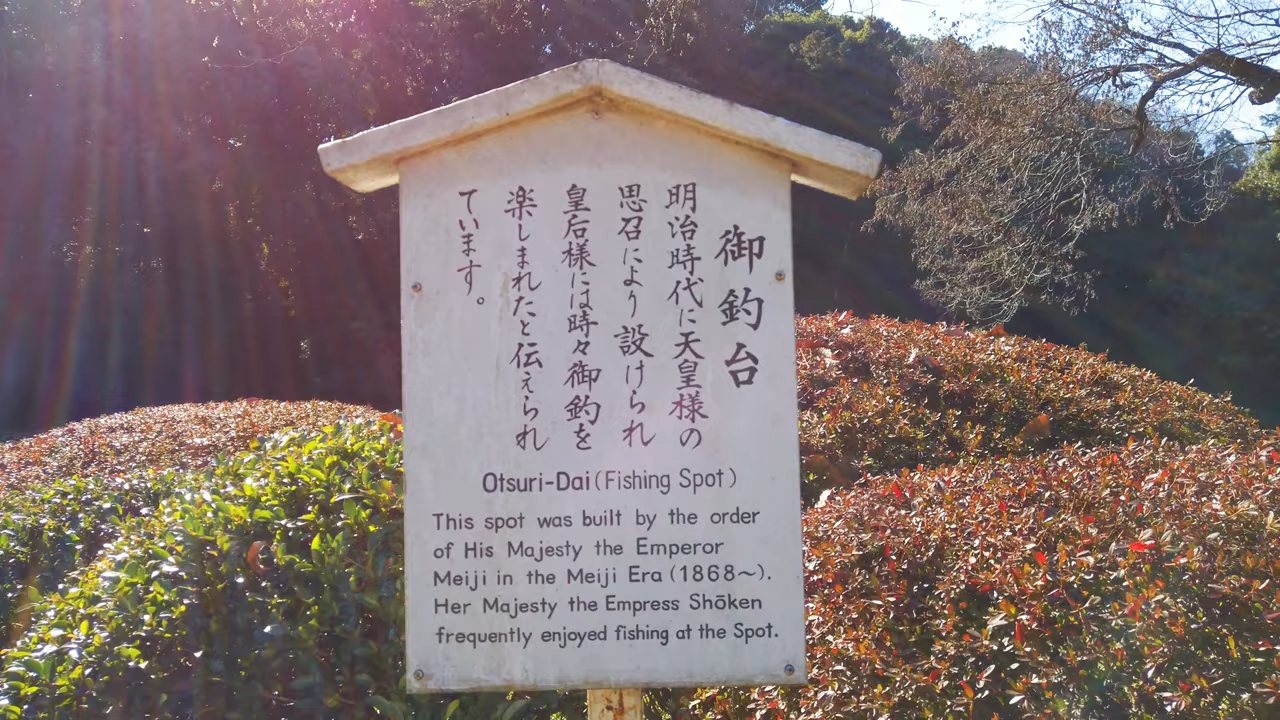 御釣台
明治時代に天皇様の
思召により設けられ
皇后様には時々御釣を
楽しまれたと伝えられ
ています。
Otsuri-Dai (Fishing Spot)
This spot was built by the order
of His Majesty the Emperor
Meiji in the Meiji Era (1868~).
Her Majesty the Empress Shōken
frequently enjoyed fishing at the Spot.